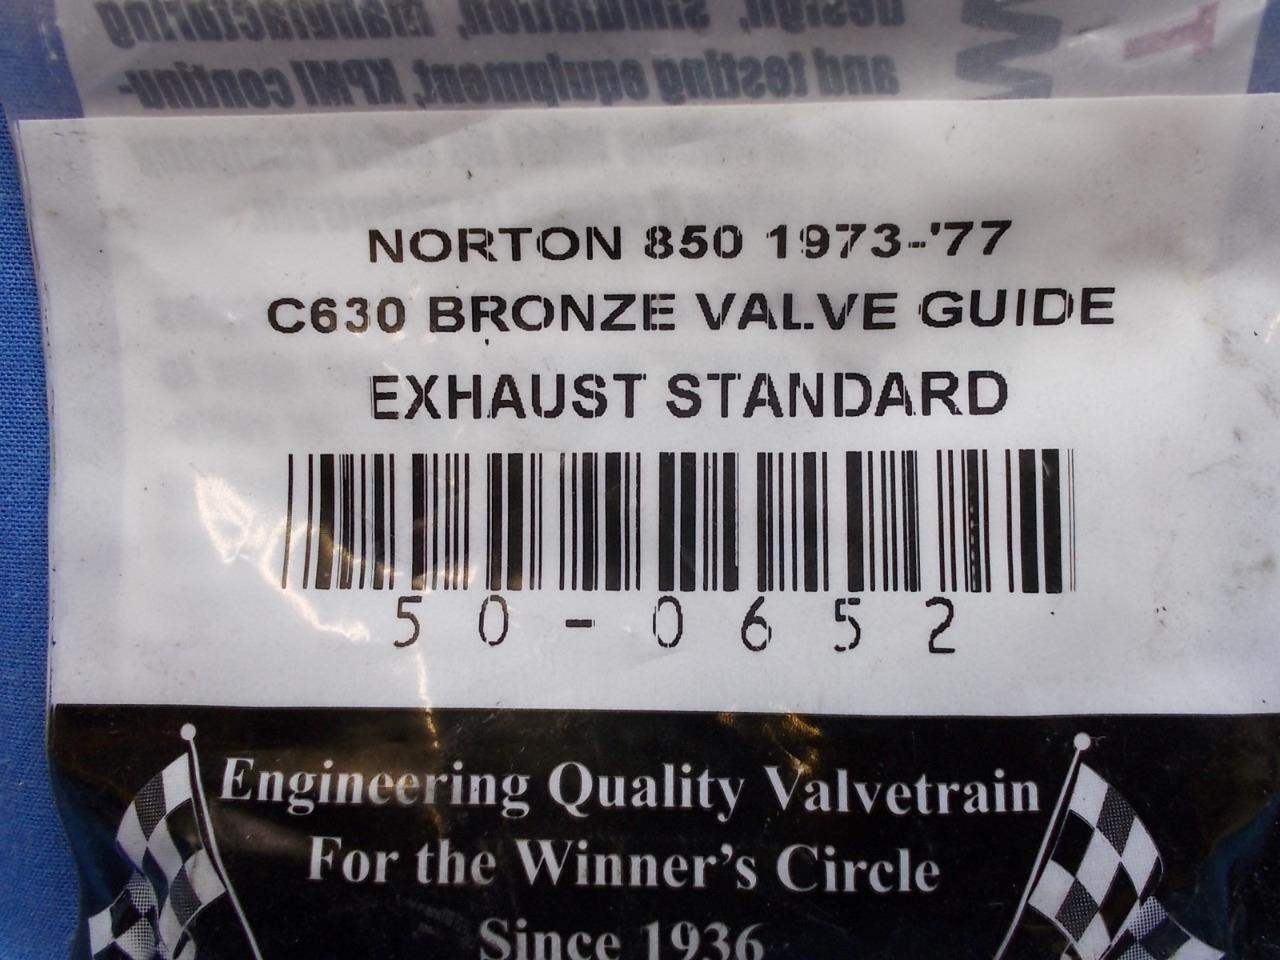 design, simulation, manufacturing
and testing equipment, KPMI continu-
NORTON 850 1973-'77
C630 BRONZE VALVE GUIDE
EXHAUST STANDARD
50-0652
Engineering Quality Valvetrain
For the Winner's Circle
Since 1936